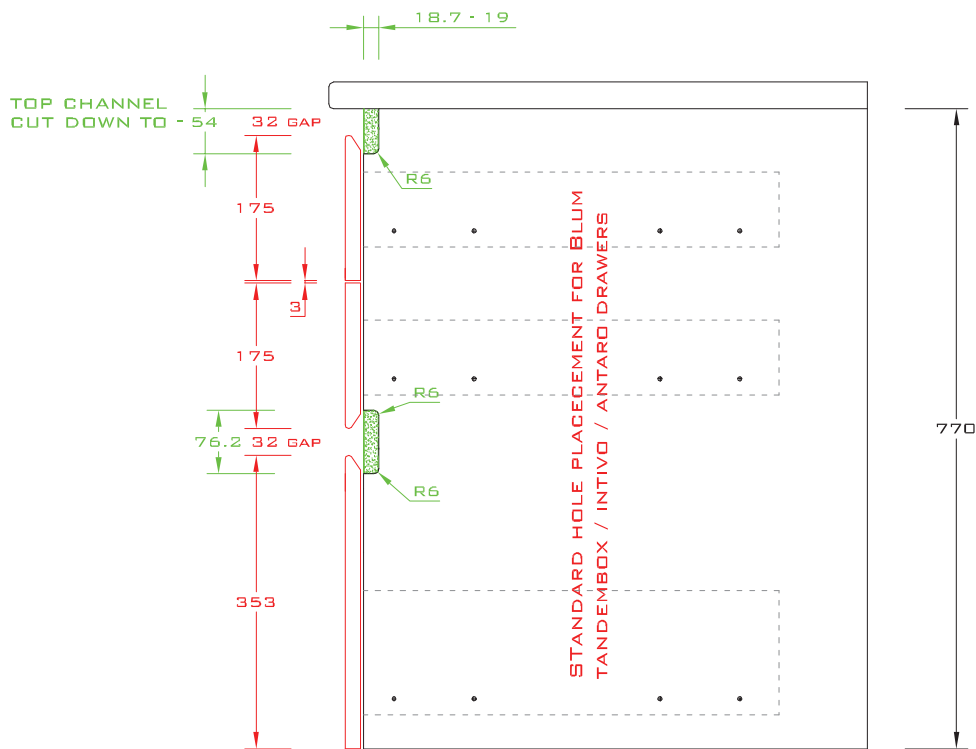 18.7 - 19
TOP CHANNEL
CUT DOWN TO - 54
32 GAP
R6
175
3
175
R6
76.2 32 GAP
R6
770
353
STANDARD HOLE PLACECEMENT FOR BLUM
TANDEMBOX / INTIVO / ANTARO DRAWERS